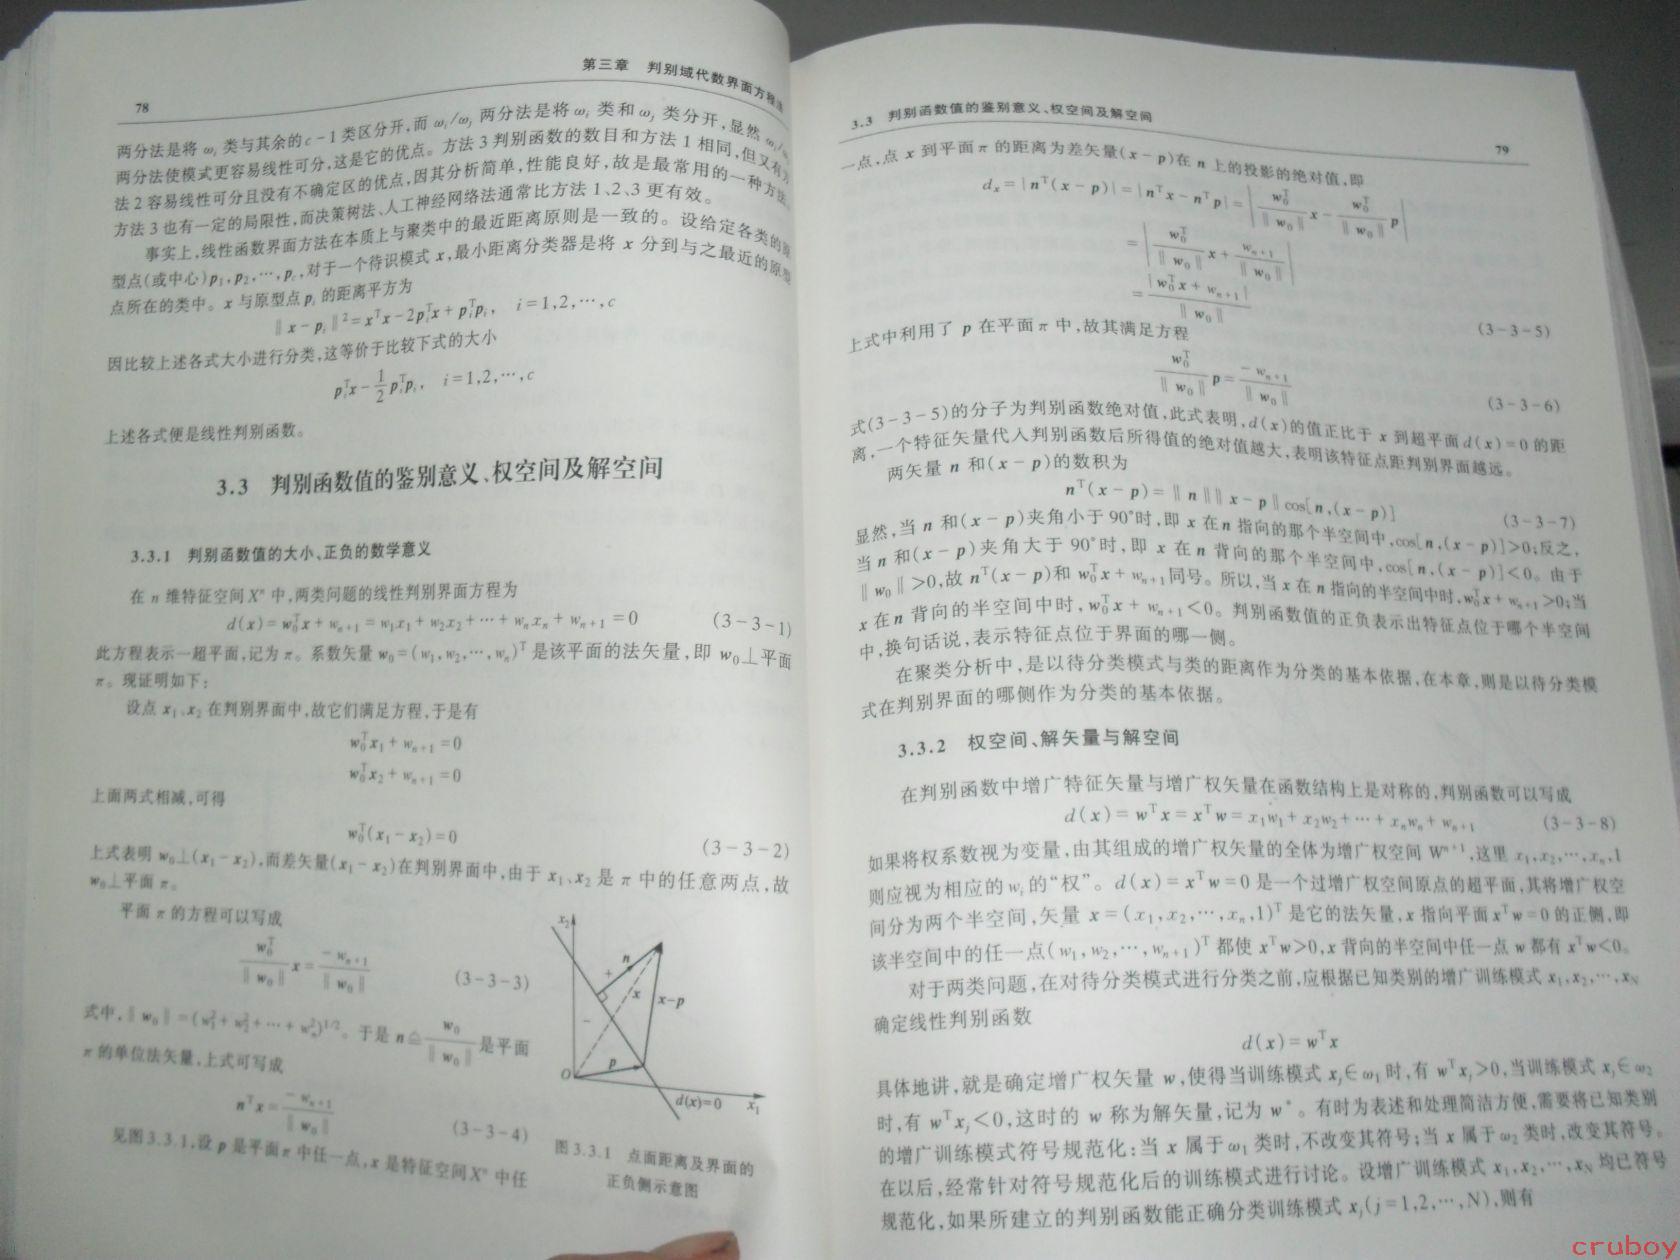 78
第三章 判别域代数界面方程法
两分法是将 ωᵢ 类与其余的 c-1 类区分开,而 ωᵢ/ωⱼ 两分法是将 ωᵢ 类和 ωⱼ 类分开,显然 ωᵢ/ωⱼ
两分法使模式更容易线性可分,这是它的优点。方法 3 判别函数的数目和方法 1 相同,但又有方
法 2 容易线性可分且没有不确定区的优点,因其分析简单,性能良好,故是最常用的一种方法。
方法 3 也有一定的局限性,而决策树法、人工神经网络法通常比方法 1、2、3 更有效。
事实上,线性函数界面方法在本质上与聚类中的最近距离原则是一致的。设给定各类的原
型点(或中心)p₁,p₂,…,p_c,对于一个待识模式 x,最小距离分类器是将 x 分到与之最近的原型
点所在的类中。x 与原型点 pᵢ 的距离平方为
‖x-pᵢ‖²=xᵀx-2pᵢᵀx+pᵢᵀpᵢ, i=1,2,…,c
因比较上述各式大小进行分类,这等价于比较下式的大小
pᵢᵀx-1/2 pᵢᵀpᵢ, i=1,2,…,c
上述各式便是线性判别函数。
3.3 判别函数值的鉴别意义、权空间及解空间
3.3.1 判别函数值的大小、正负的数学意义
在 n 维特征空间 Xⁿ 中,两类问题的线性判别界面方程为
d(x)=w₀ᵀx+wₙ₊₁=w₁x₁+w₂x₂+…+wₙxₙ+wₙ₊₁=0 (3-3-1)
此方程表示一超平面,记为 π。系数矢量 w₀=(w₁,w₂,…,wₙ)ᵀ 是该平面的法矢量,即 w₀⊥平面
π。现证明如下:
设点 x₁、x₂ 在判别界面中,故它们满足方程,于是有
w₀ᵀx₁+wₙ₊₁=0
w₀ᵀx₂+wₙ₊₁=0
上面两式相减,可得
w₀ᵀ(x₁-x₂)=0 (3-3-2)
上式表明 w₀⊥(x₁-x₂),而差矢量(x₁-x₂)在判别界面中,由于 x₁、x₂ 是 π 中的任意两点,故
w₀⊥平面 π。
平面 π 的方程可以写成
w₀ᵀ/‖w₀‖ x=-wₙ₊₁/‖w₀‖ (3-3-3)
式中,‖w₀‖=(w₁²+w₂²+…+wₙ²)^1/2。于是 n≙w₀/‖w₀‖是平面
π 的单位法矢量,上式可写成
nᵀx=-wₙ₊₁/‖w₀‖ (3-3-4)
见图 3.3.1,设 p 是平面 π 中任一点,x 是特征空间 Xⁿ 中任
x₂
n
+
x
x-p
-
p
O
d(x)=0
x₁
图 3.3.1 点面距离及界面的
正负侧示意图
3.3 判别函数值的鉴别意义、权空间及解空间
79
一点,点 x 到平面 π 的距离为差矢量(x-p)在 n 上的投影的绝对值,即
dₓ=|nᵀ(x-p)|=|nᵀx-nᵀp|=|w₀ᵀ/‖w₀‖ x-w₀ᵀ/‖w₀‖ p|
=|w₀ᵀ/‖w₀‖ x+wₙ₊₁/‖w₀‖|
=|w₀ᵀx+wₙ₊₁|/‖w₀‖ (3-3-5)
上式中利用了 p 在平面 π 中,故其满足方程
w₀ᵀ/‖w₀‖ p=-wₙ₊₁/‖w₀‖ (3-3-6)
式(3-3-5)的分子为判别函数绝对值,此式表明,d(x)的值正比于 x 到超平面 d(x)=0 的距
离,一个特征矢量代入判别函数后所得值的绝对值越大,表明该特征点距判别界面越远。
两矢量 n 和(x-p)的数积为
nᵀ(x-p)=‖n‖‖x-p‖cos[n,(x-p)] (3-3-7)
显然,当 n 和(x-p)夹角小于 90°时,即 x 在 n 指向的那个半空间中,cos[n,(x-p)]>0;反之,
当 n 和(x-p)夹角大于 90°时,即 x 在 n 背向的那个半空间中,cos[n,(x-p)]<0。由于
‖w₀‖>0,故 nᵀ(x-p)和 w₀ᵀx+wₙ₊₁同号。所以,当 x 在 n 指向的半空间中时,w₀ᵀx+wₙ₊₁>0;当
x 在 n 背向的半空间中时,w₀ᵀx+wₙ₊₁<0。判别函数值的正负表示出特征点位于哪个半空间
中,换句话说,表示特征点位于界面的哪一侧。
在聚类分析中,是以待分类模式与类的距离作为分类的基本依据,在本章,则是以待分类模
式在判别界面的哪侧作为分类的基本依据。
3.3.2 权空间、解矢量与解空间
在判别函数中增广特征矢量与增广权矢量在函数结构上是对称的,判别函数可以写成
d(x)=wᵀx=xᵀw=x₁w₁+x₂w₂+…+xₙwₙ+wₙ₊₁ (3-3-8)
如果将权系数视为变量,由其组成的增广权矢量的全体为增广权空间 Wⁿ⁺¹,这里 x₁,x₂,…,xₙ,1
则应视为相应的 wᵢ 的“权”。d(x)=xᵀw=0 是一个过增广权空间原点的超平面,其将增广权空
间分为两个半空间,矢量 x=(x₁,x₂,…,xₙ,1)ᵀ 是它的法矢量,x 指向平面 xᵀw=0 的正侧,即
该半空间中的任一点(w₁,w₂,…,wₙ₊₁)ᵀ 都使 xᵀw>0,x 背向的半空间中任一点 w 都有 xᵀw<0。
对于两类问题,在对待分类模式进行分类之前,应根据已知类别的增广训练模式 x₁,x₂,…,x_N
确定线性判别函数
d(x)=wᵀx
具体地讲,就是确定增广权矢量 w,使得当训练模式 xⱼ∈ω₁ 时,有 wᵀxⱼ>0,当训练模式 xⱼ∈ω₂
时,有 wᵀxⱼ<0,这时的 w 称为解矢量,记为 w*。有时为表述和处理简洁方便,需要将已知类别
的增广训练模式符号规范化:当 x 属于 ω₁ 类时,不改变其符号;当 x 属于 ω₂ 类时,改变其符号。
在以后,经常针对符号规范化后的训练模式进行讨论。设增广训练模式 x₁,x₂,…,x_N 均已符号
规范化,如果所建立的判别函数能正确分类训练模式 xⱼ(j=1,2,…,N),则有
cruboy